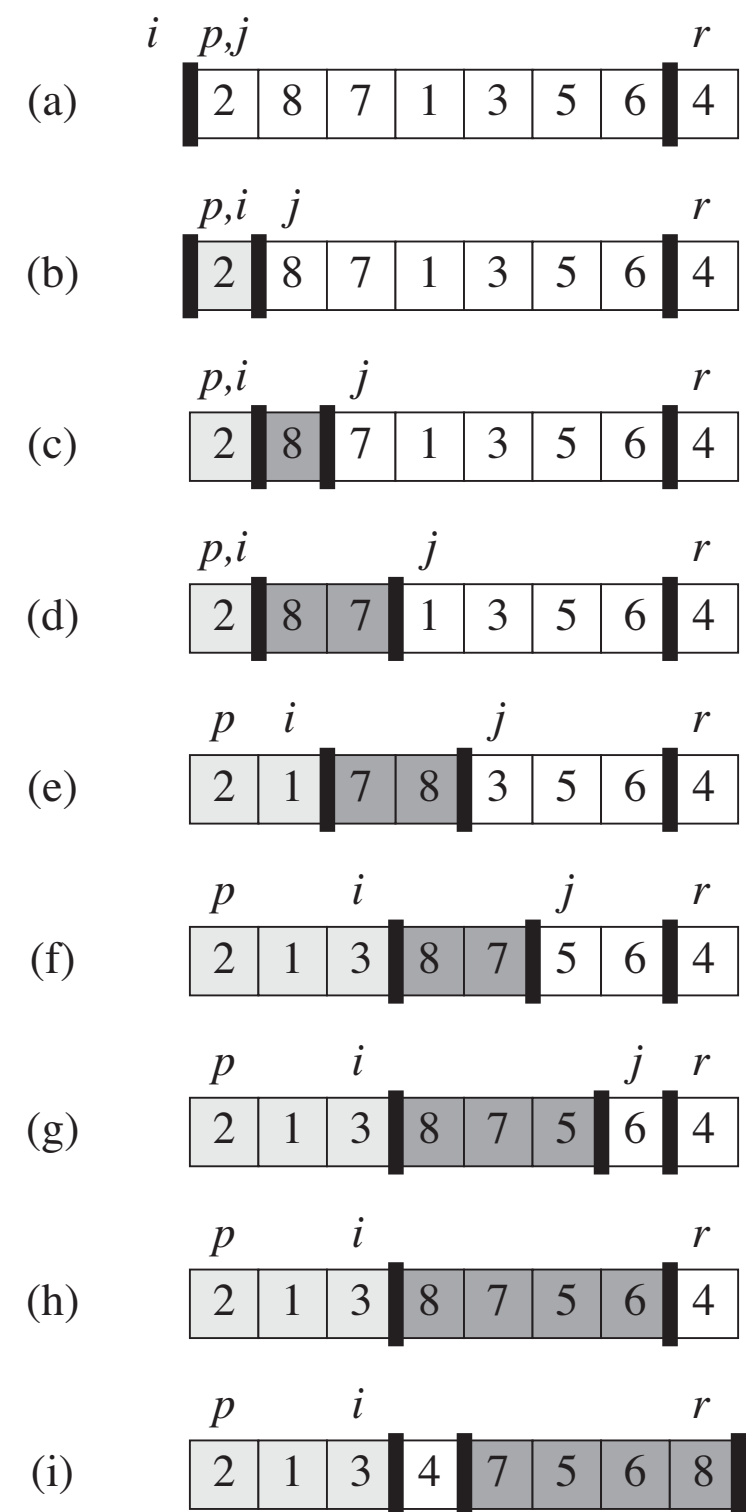 i p,j r
(a) 2 8 7 1 3 5 6 4
p,i j r
(b) 2 8 7 1 3 5 6 4
p,i j r
(c) 2 8 7 1 3 5 6 4
p,i j r
(d) 2 8 7 1 3 5 6 4
p i j r
(e) 2 1 7 8 3 5 6 4
p i j r
(f) 2 1 3 8 7 5 6 4
p i j r
(g) 2 1 3 8 7 5 6 4
p i r
(h) 2 1 3 8 7 5 6 4
p i r
(i) 2 1 3 4 7 5 6 8